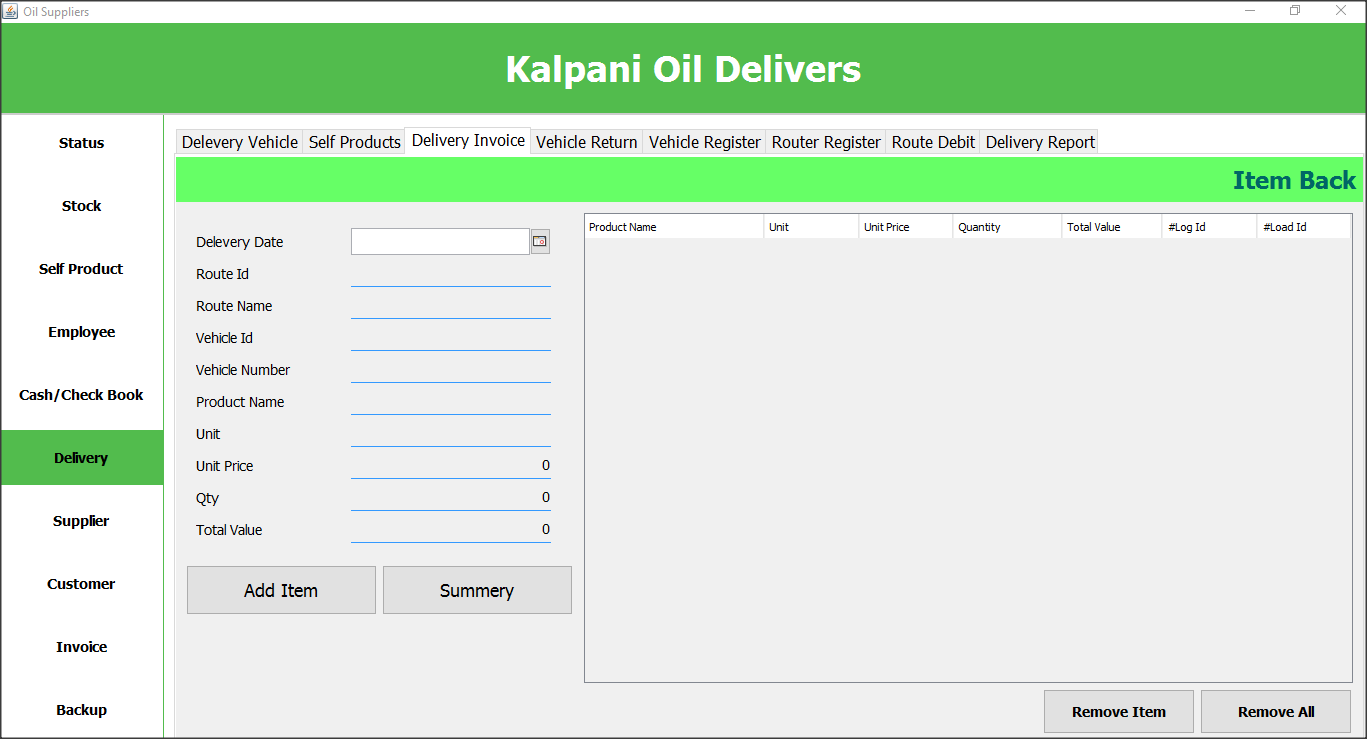 Oil Suppliers
Kalpani Oil Delivers
Status
Stock
Self Product
Employee
Cash/Check Book
Delivery
Supplier
Customer
Invoice
Backup
Delevery Vehicle Self Products Delivery Invoice Vehicle Return Vehicle Register Router Register Route Debit Delivery Report
Item Back
Delevery Date
Route Id
Route Name
Vehicle Id
Vehicle Number
Product Name
Unit
Unit Price 0
Qty 0
Total Value 0
Add Item Summery
Product Name Unit Unit Price Quantity Total Value #Log Id #Load Id
Remove Item Remove All